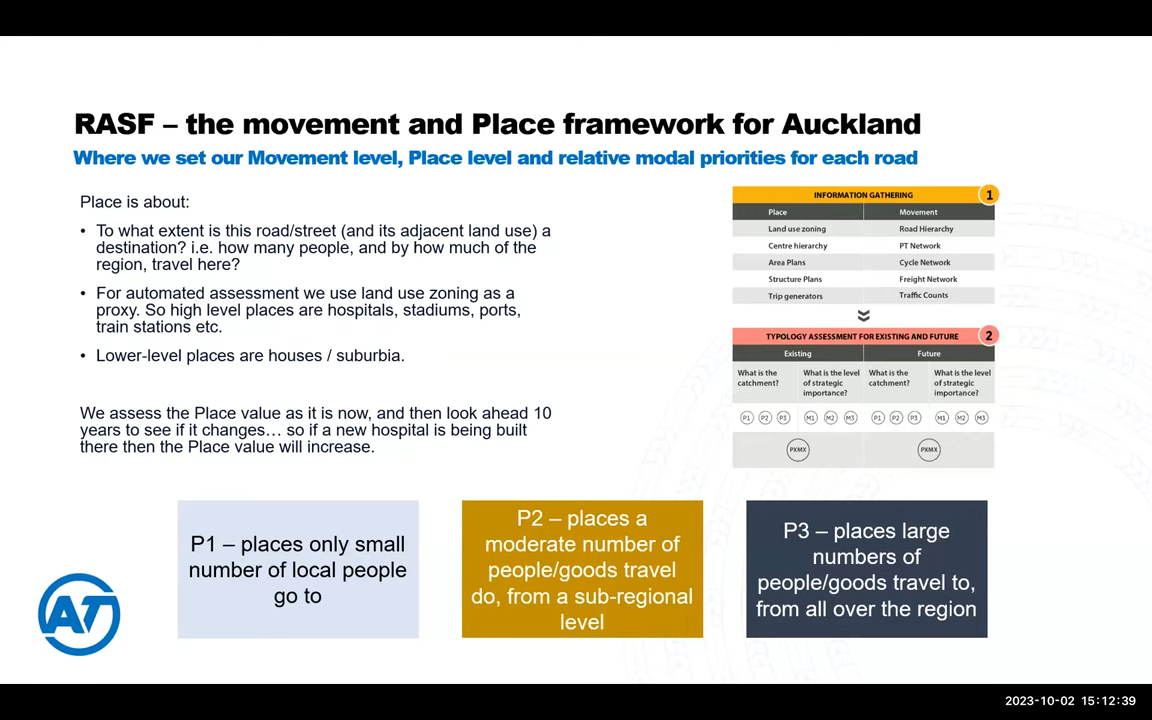 RASF – the movement and Place framework for Auckland
Where we set our Movement level, Place level and relative modal priorities for each road
Place is about:
• To what extent is this road/street (and its adjacent land use) a
destination? i.e. how many people, and by how much of the
region, travel here?
• For automated assessment we use land use zoning as a
proxy. So high level places are hospitals, stadiums, ports,
train stations etc.
• Lower-level places are houses / suburbia.
We assess the Place value as it is now, and then look ahead 10
years to see if it changes… so if a new hospital is being built
there then the Place value will increase.
INFORMATION GATHERING 1
Place Movement
Land use zoning Road Hierarchy
Centre hierarchy PT Network
Area Plans Cycle Network
Structure Plans Freight Network
Trip generators Traffic Counts
TYPOLOGY ASSESSMENT FOR EXISTING AND FUTURE 2
Existing Future
What is the What is the level What is the What is the level
catchment? of strategic catchment? of strategic
importance? importance?
P1 P2 P3 M1 M2 M3 P1 P2 P3 M1 M2 M3
PXMX PXMX
P1 – places only small
number of local people
go to
P2 – places a
moderate number of
people/goods travel
do, from a sub-regional
level
P3 – places large
numbers of
people/goods travel to,
from all over the region
AT
2023-10-02 15:12:39